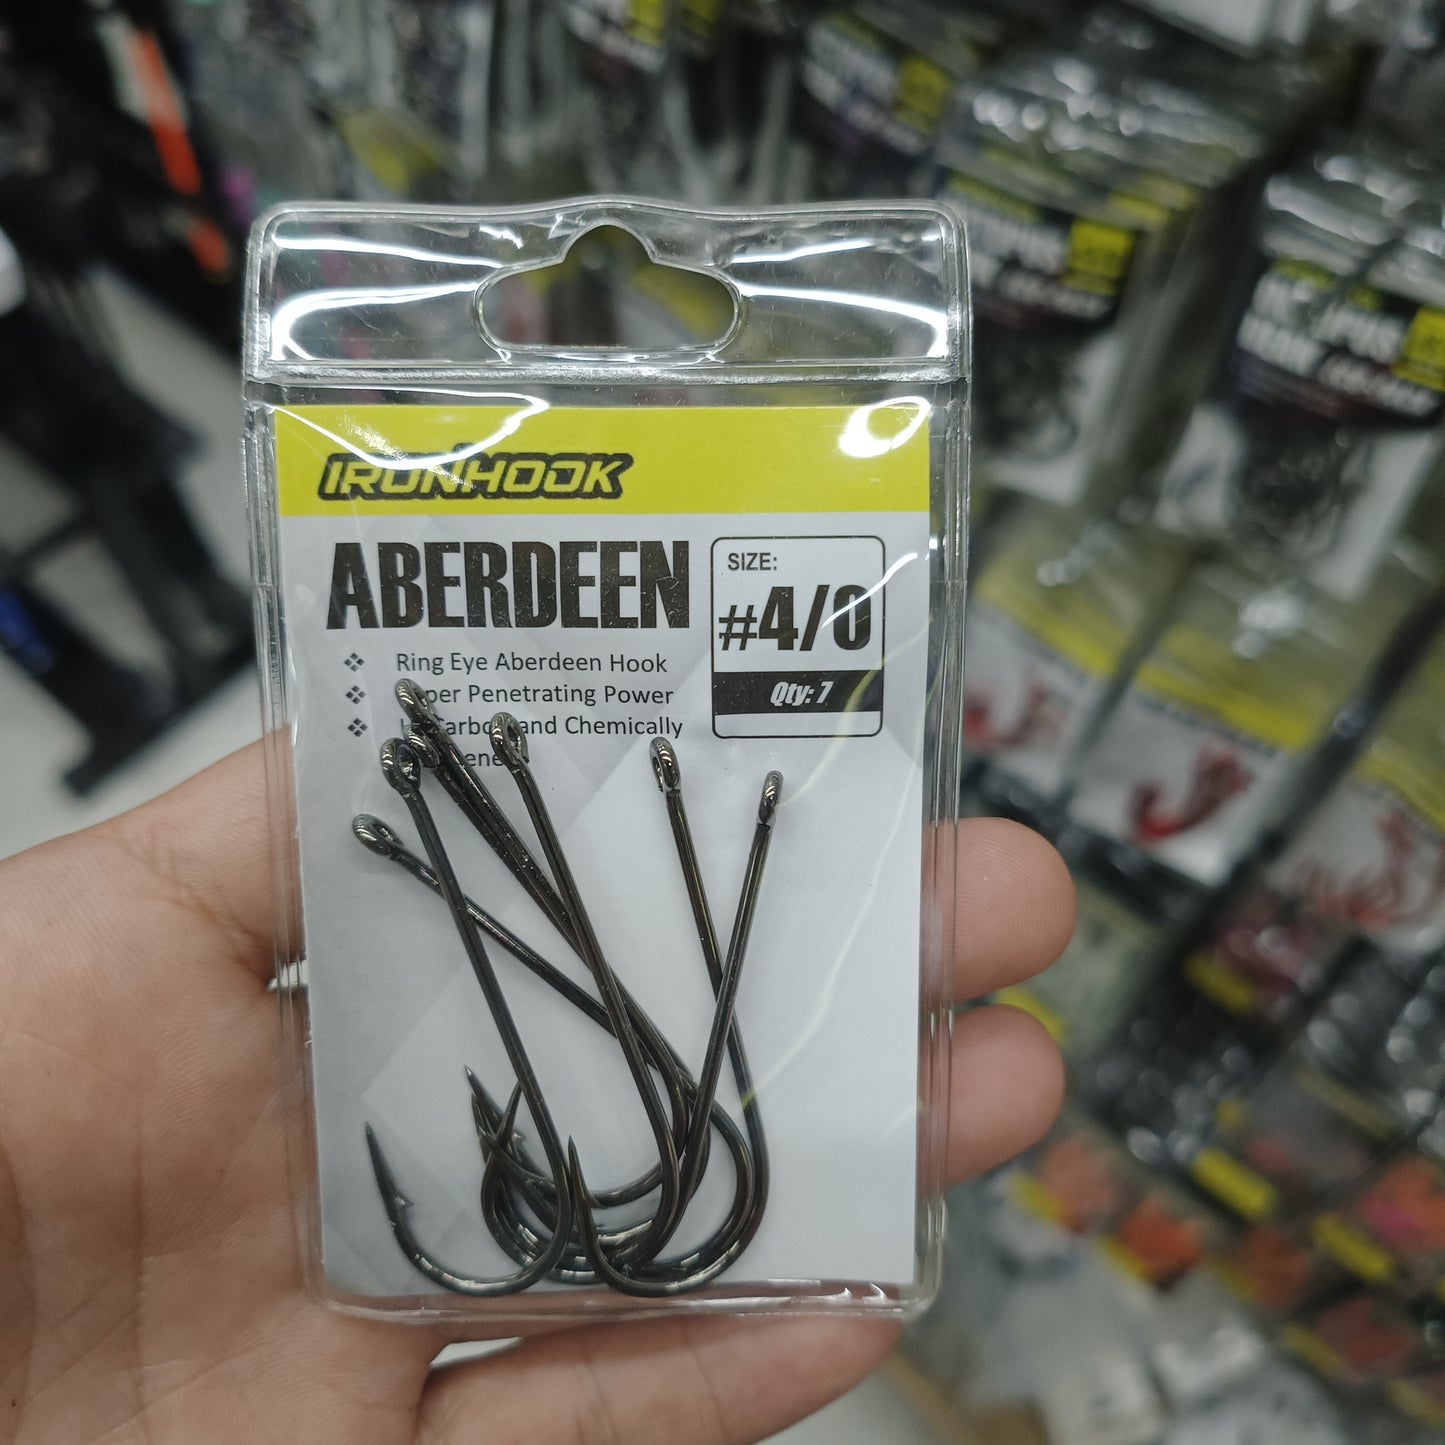 IRONHOOK
ABERDEEN
SIZE:
#4/0
Qty: 7
Ring Eye Aberdeen Hook
Penetrating Power
and Chemically